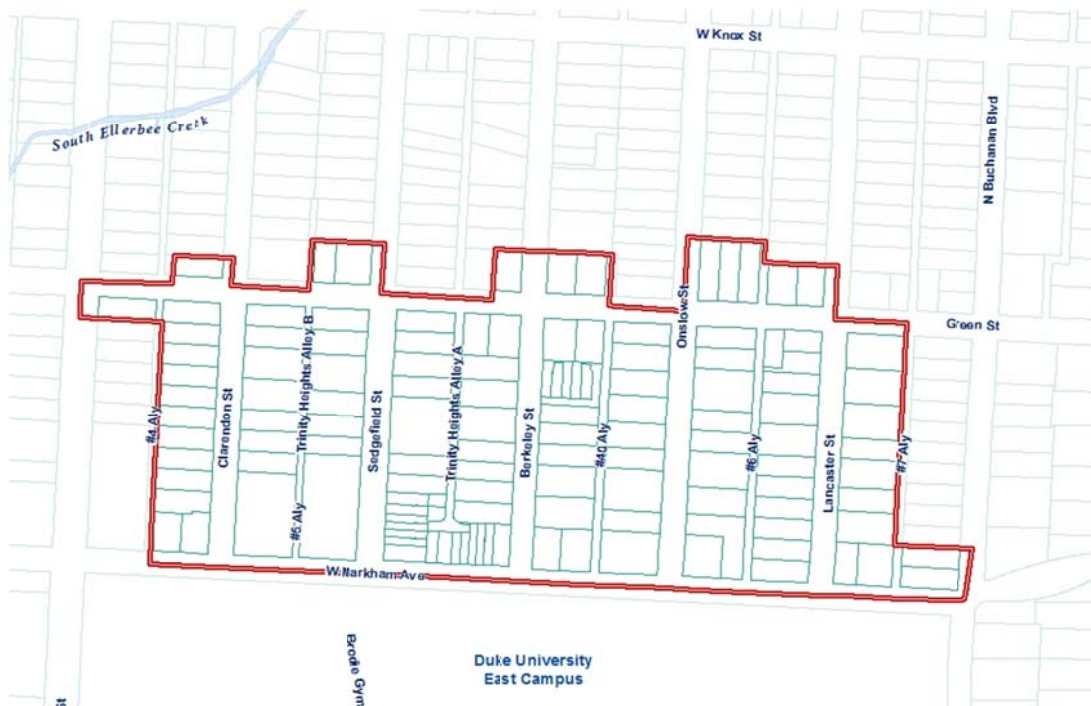 W Knox St
South Ellerbee Creek
N Buchanan Blvd
Green St
Onslow St
Trinity Heights Alley B
Trinity Heights Alley A
#4 Aly
Clarendon St
Sedgefield St
Berkeley St
#40 Aly
#6 Aly
Lancaster St
#7 Aly
#5 Aly
W Markham Ave
Brodie Gym
Duke University
East Campus
St